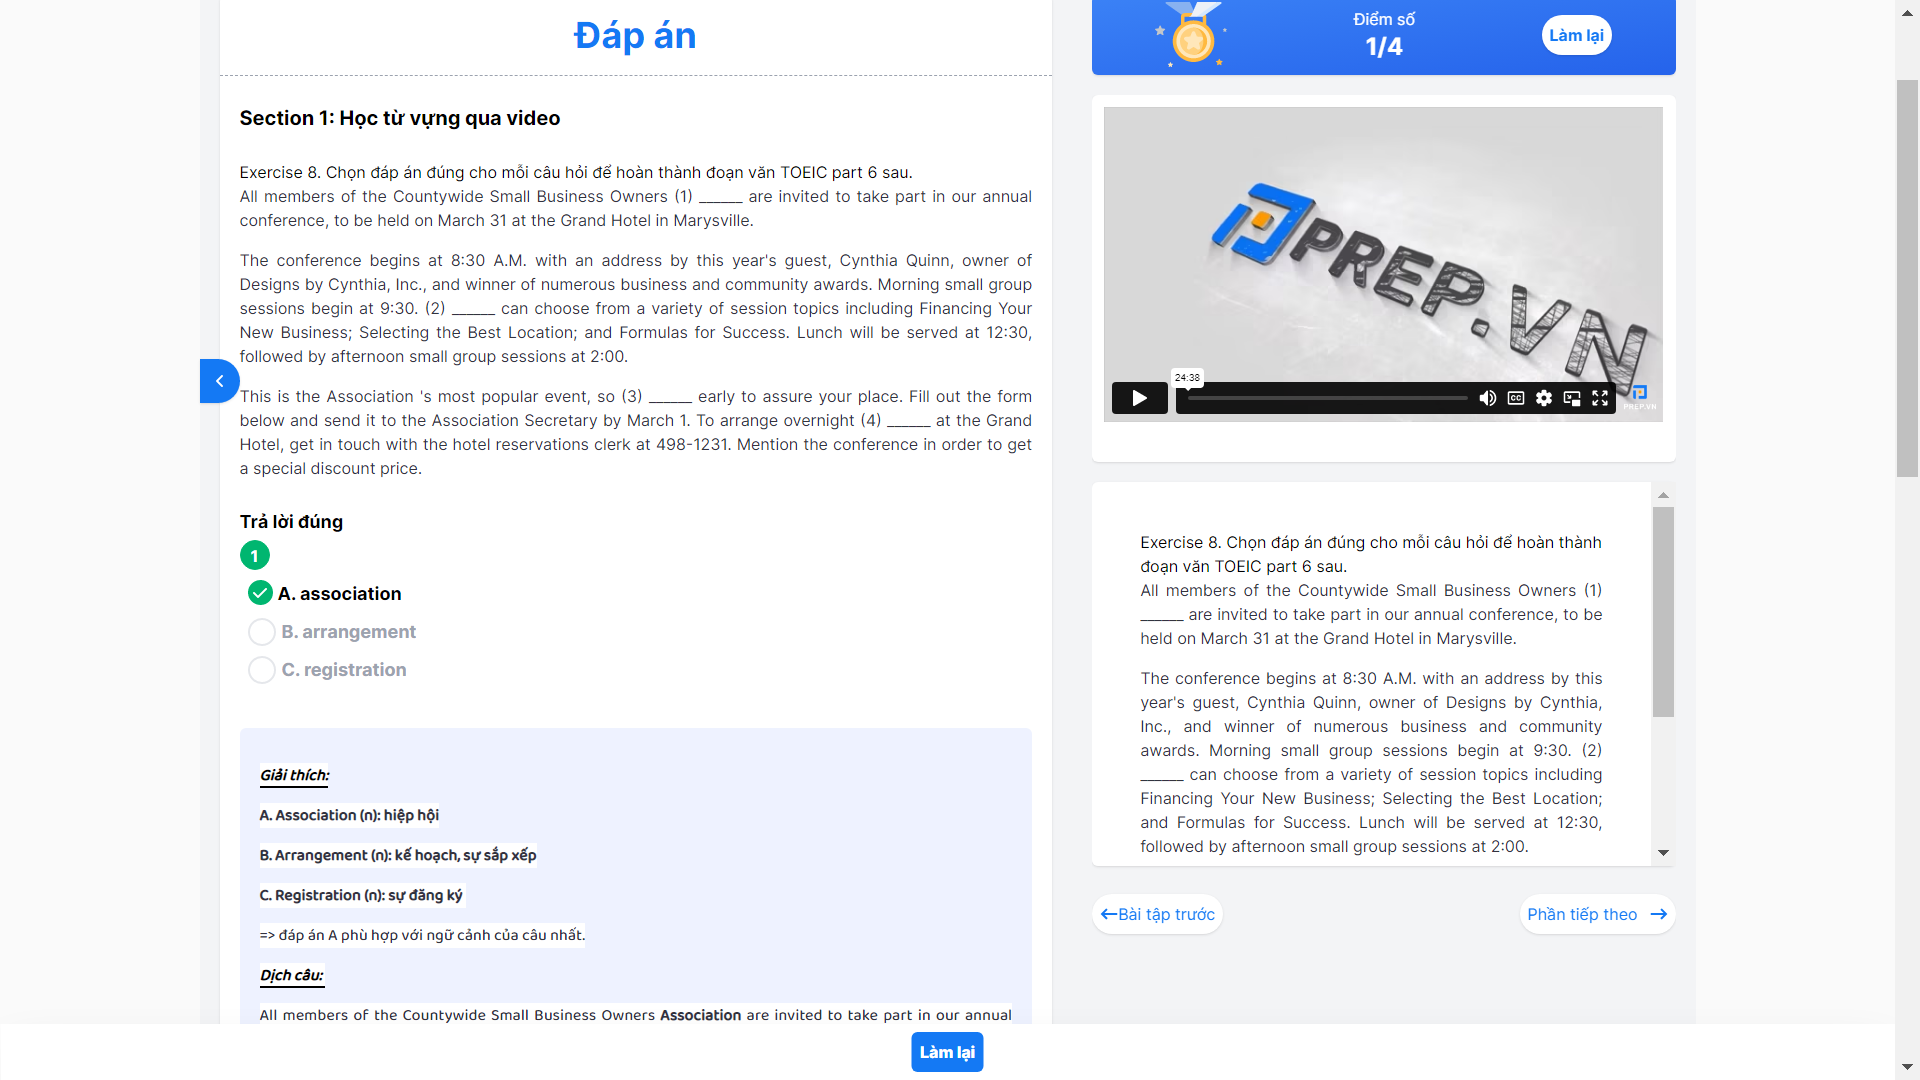 Đáp án
Section 1: Học từ vựng qua video
Exercise 8. Chọn đáp án đúng cho mỗi câu hỏi để hoàn thành đoạn văn TOEIC part 6 sau.
All members of the Countywide Small Business Owners (1) ______ are invited to take part in our annual
conference, to be held on March 31 at the Grand Hotel in Marysville.
The conference begins at 8:30 A.M. with an address by this year's guest, Cynthia Quinn, owner of
Designs by Cynthia, Inc., and winner of numerous business and community awards. Morning small group
sessions begin at 9:30. (2) ______ can choose from a variety of session topics including Financing Your
New Business; Selecting the Best Location; and Formulas for Success. Lunch will be served at 12:30,
followed by afternoon small group sessions at 2:00.
This is the Association 's most popular event, so (3) ______ early to assure your place. Fill out the form
below and send it to the Association Secretary by March 1. To arrange overnight (4) ______ at the Grand
Hotel, get in touch with the hotel reservations clerk at 498-1231. Mention the conference in order to get
a special discount price.
Trả lời đúng
1
A. association
B. arrangement
C. registration
Giải thích:
A. Association (n): hiệp hội
B. Arrangement (n): kế hoạch, sự sắp xếp
C. Registration (n): sự đăng ký
=> đáp án A phù hợp với ngữ cảnh của câu nhất.
Dịch câu:
All members of the Countywide Small Business Owners Association are invited to take part in our annual
Điểm số
1/4
Làm lại
PREP.VN
24:38
CC
PREP.VN
Exercise 8. Chọn đáp án đúng cho mỗi câu hỏi để hoàn thành
đoạn văn TOEIC part 6 sau.
All members of the Countywide Small Business Owners (1)
______ are invited to take part in our annual conference, to be
held on March 31 at the Grand Hotel in Marysville.
The conference begins at 8:30 A.M. with an address by this
year's guest, Cynthia Quinn, owner of Designs by Cynthia,
Inc., and winner of numerous business and community
awards. Morning small group sessions begin at 9:30. (2)
______ can choose from a variety of session topics including
Financing Your New Business; Selecting the Best Location;
and Formulas for Success. Lunch will be served at 12:30,
followed by afternoon small group sessions at 2:00.
Bài tập trước
Phần tiếp theo
Làm lại